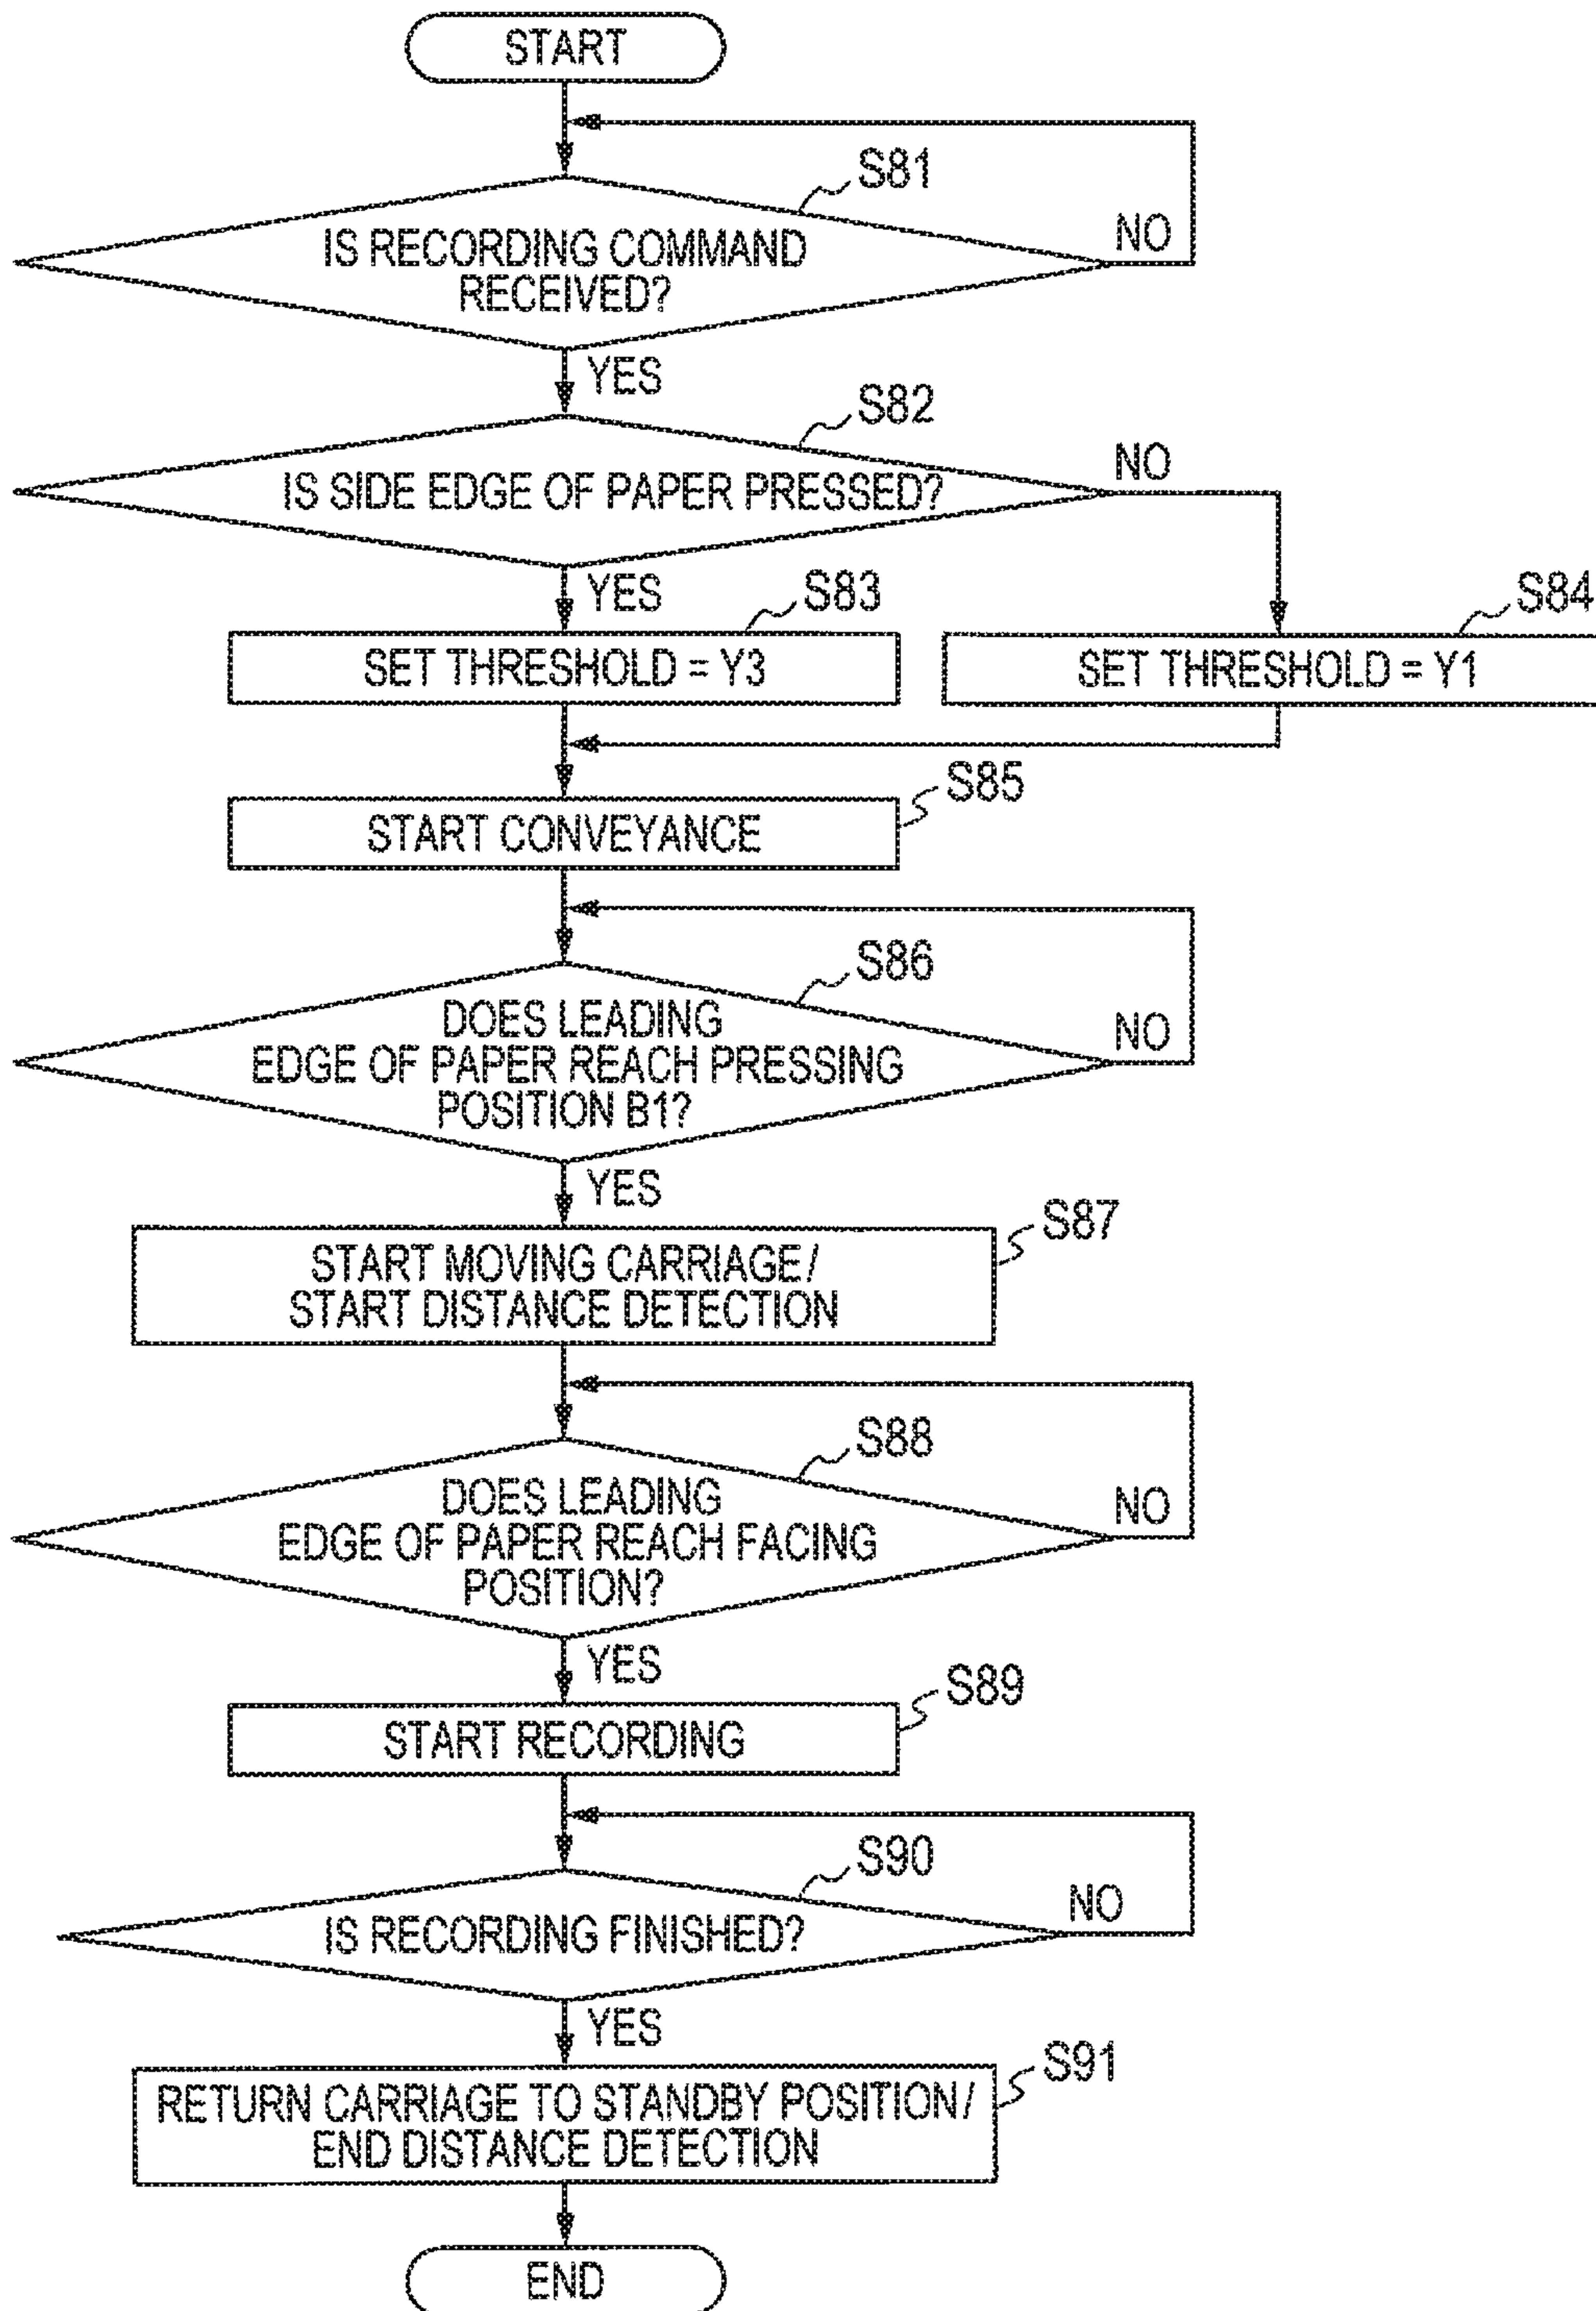 START
S81
IS RECORDING COMMAND
RECEIVED?
NO
YES
S82
IS SIDE EDGE OF PAPER PRESSED?
NO
YES
S83
SET THRESHOLD = Y3
S84
SET THRESHOLD = Y1
S85
START CONVEYANCE
S86
DOES LEADING
EDGE OF PAPER REACH PRESSING
POSITION B1?
NO
YES
S87
START MOVING CARRIAGE/
START DISTANCE DETECTION
S88
DOES LEADING
EDGE OF PAPER REACH FACING
POSITION?
NO
YES
S89
START RECORDING
S90
IS RECORDING FINISHED?
NO
YES
S91
RETURN CARRIAGE TO STANDBY POSITION/
END DISTANCE DETECTION
END